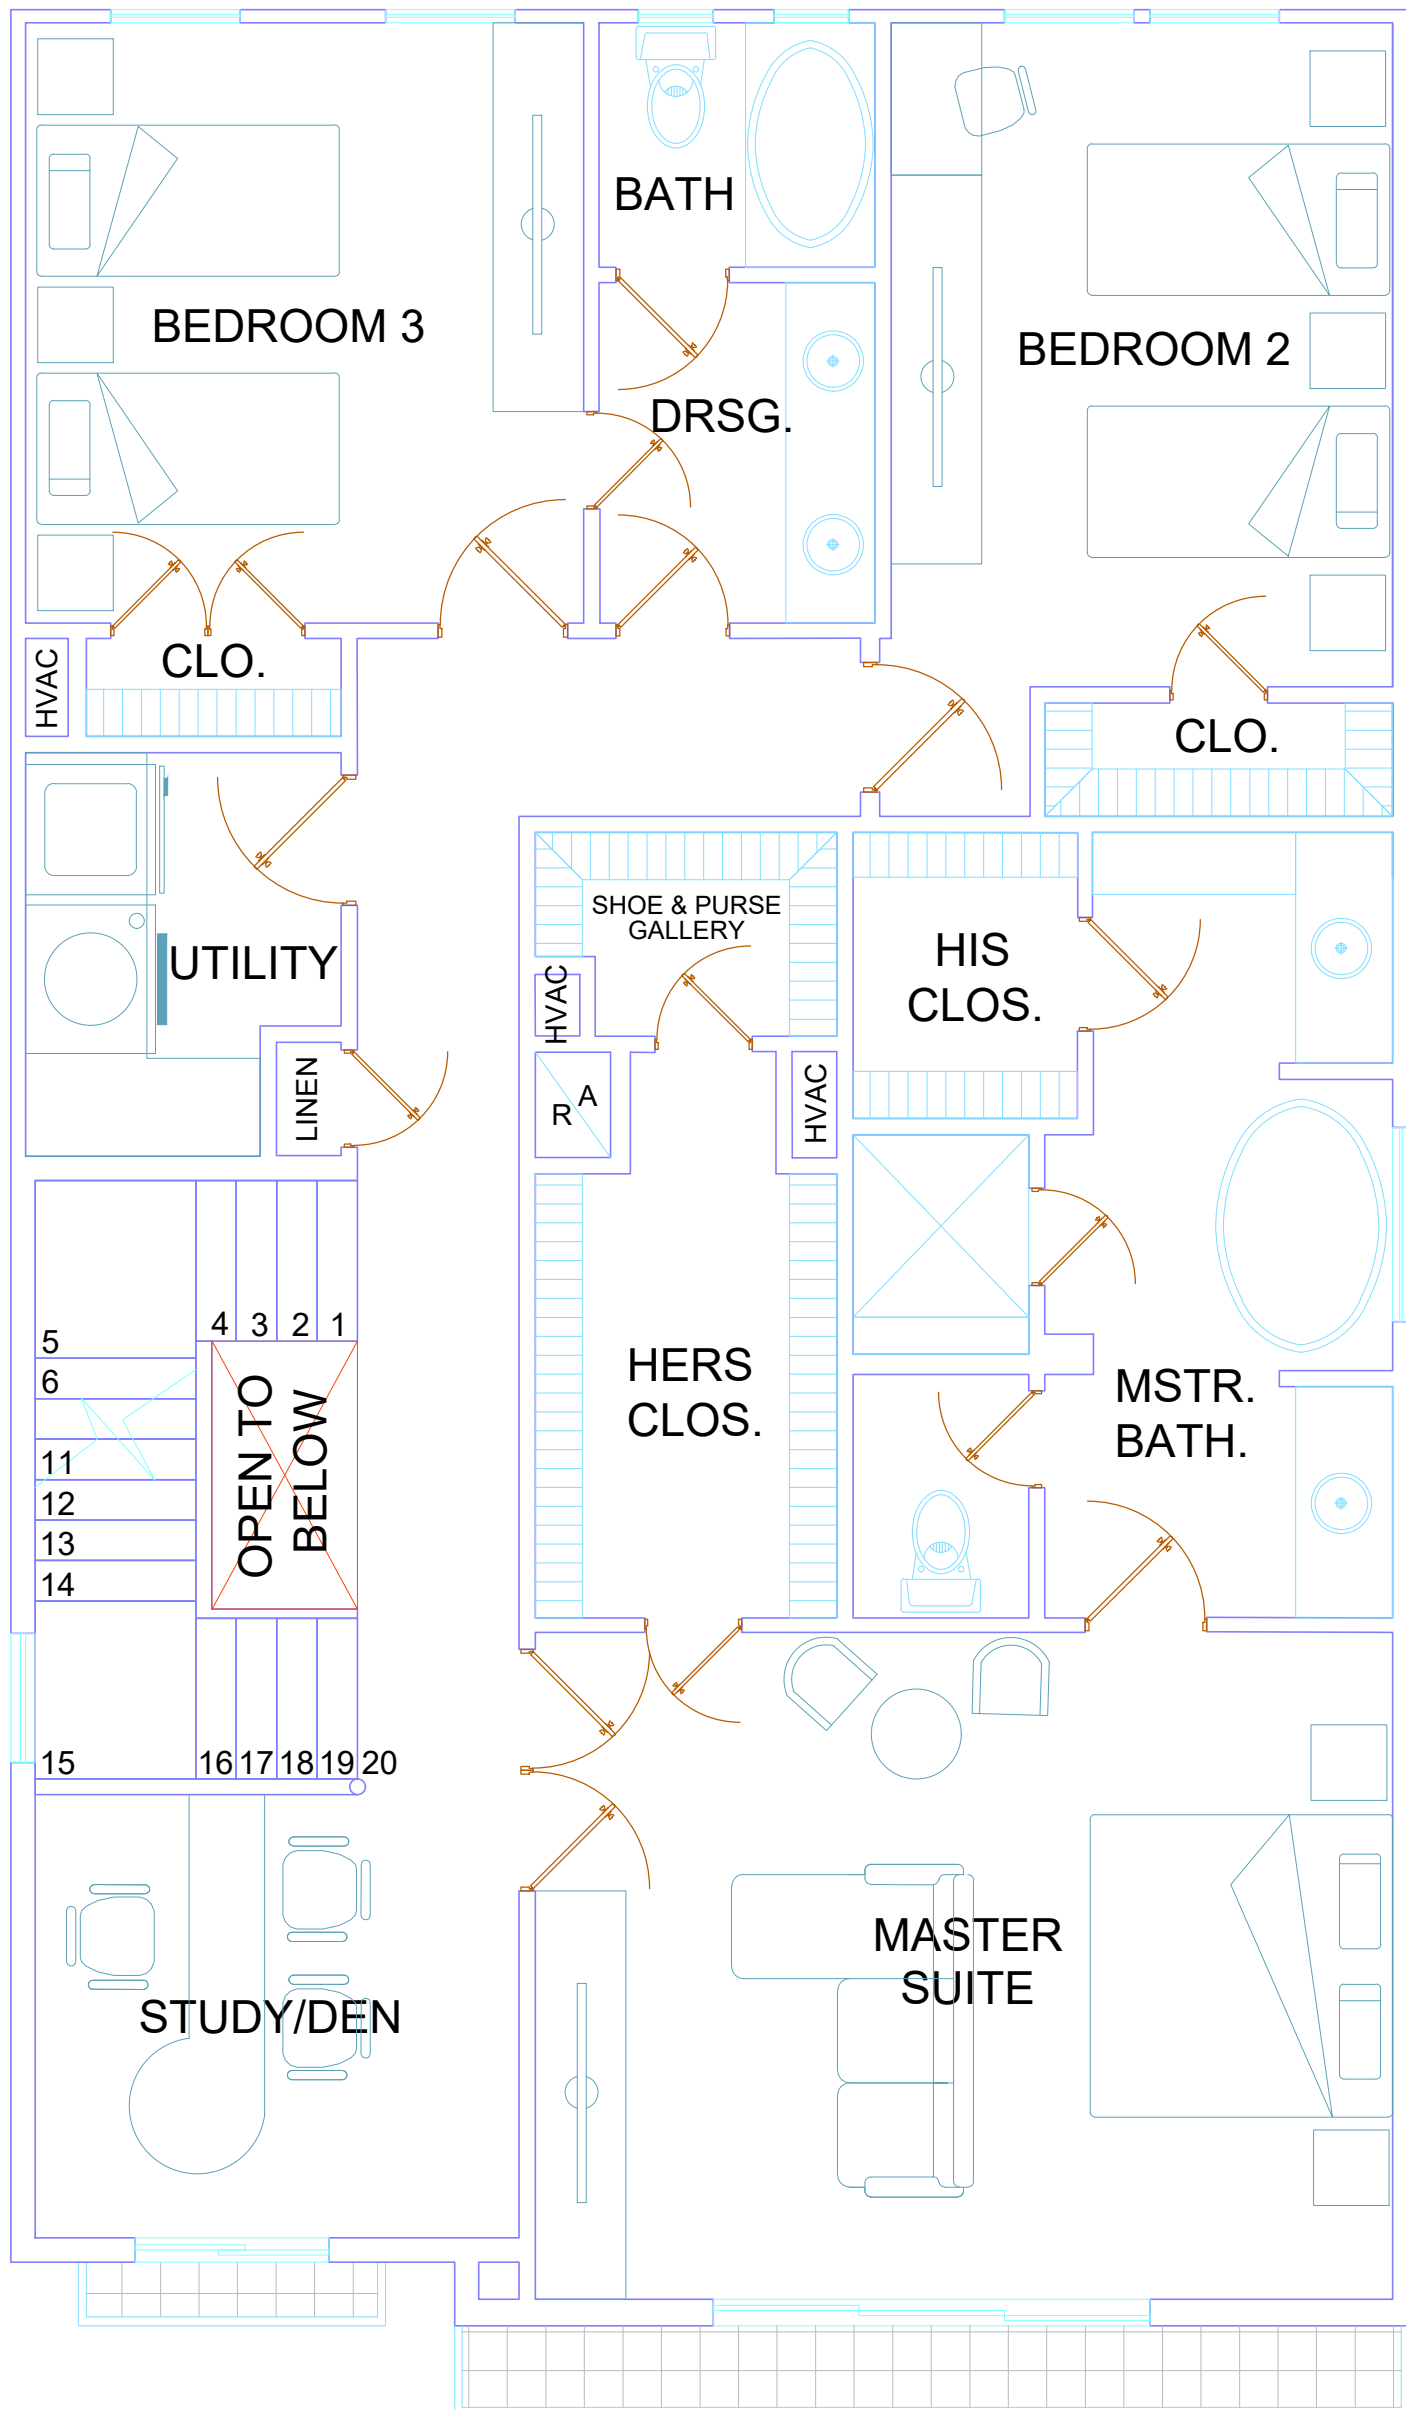 BATH
BEDROOM 3
BEDROOM 2
DRSG.
CLO.
HVAC
CLO.
SHOE & PURSE
GALLERY
UTILITY
HIS
CLOS.
HVAC
LINEN
R A
HVAC
4 3 2 1
5
6
OPEN TO
BELOW
HERS
CLOS.
MSTR.
BATH.
11
12
13
14
15 16 17 18 19 20
MASTER
SUITE
STUDY/DEN